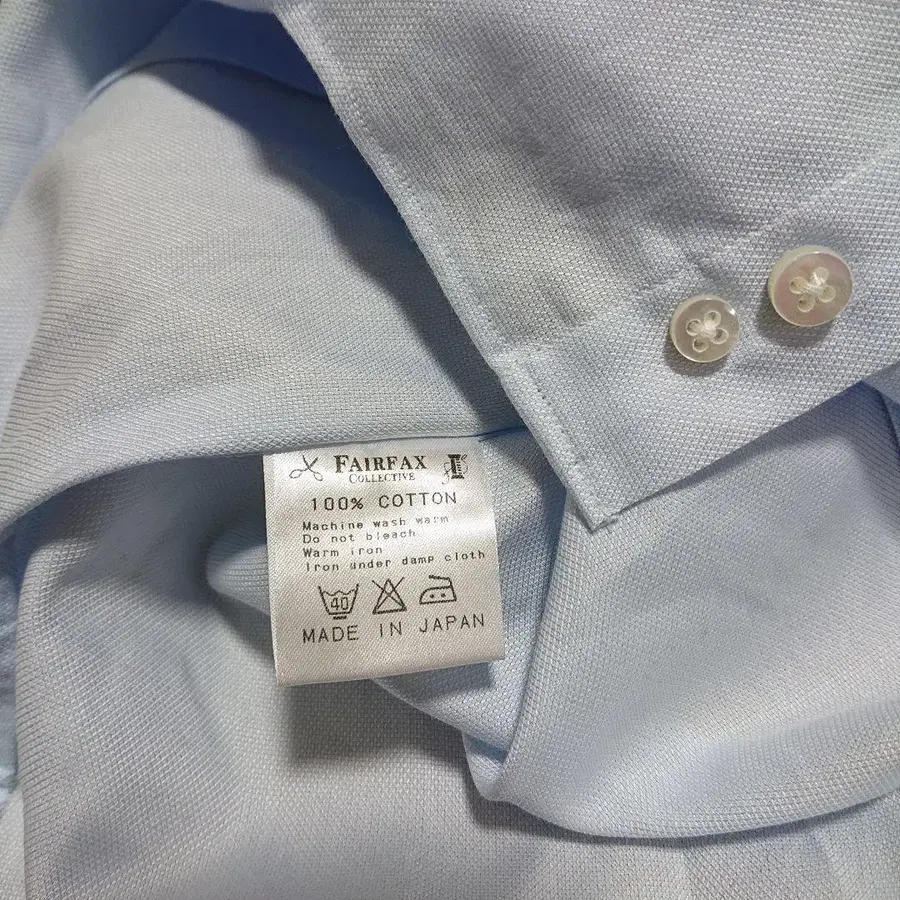 FAIRFAX
COLLECTIVE
100% COTTON
Machine wash warm
Do not bleach
Warm iron
Iron under damp cloth
40
MADE IN JAPAN